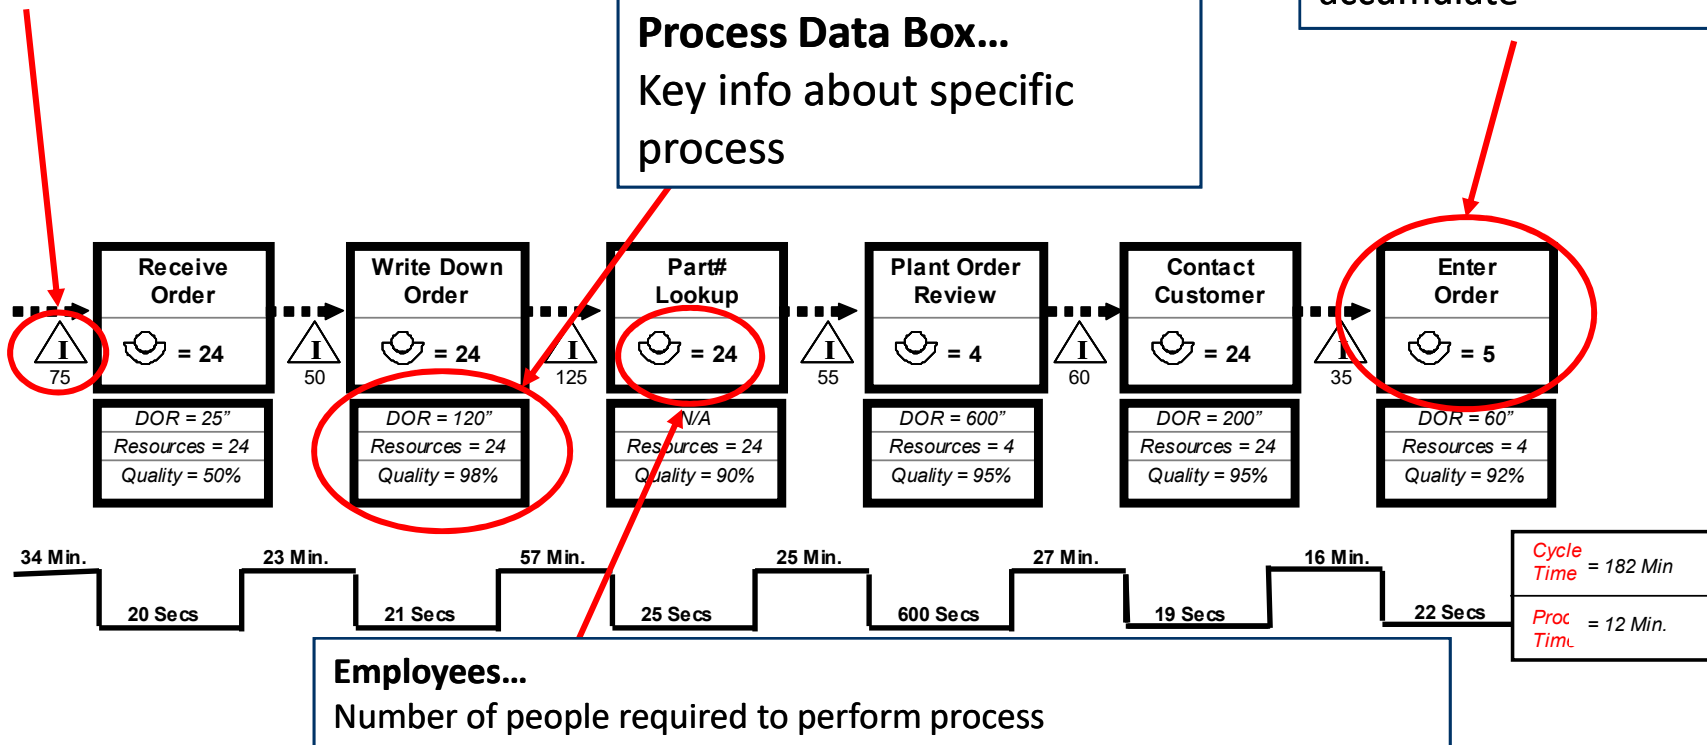 accumulate
Process Data Box...
Key info about specific
process
Receive
Order
= 24
Write Down
Order
= 24
Part#
Lookup
= 24
Plant Order
Review
= 4
Contact
Customer
= 24
Enter
Order
= 5
I
75
I
50
I
125
I
55
I
60
I
35
DOR = 25”
Resources = 24
Quality = 50%
DOR = 120”
Resources = 24
Quality = 98%
N/A
Resources = 24
Quality = 90%
DOR = 600”
Resources = 4
Quality = 95%
DOR = 200”
Resources = 24
Quality = 95%
DOR = 60”
Resources = 4
Quality = 92%
34 Min.
23 Min.
57 Min.
25 Min.
27 Min.
16 Min.
20 Secs
21 Secs
25 Secs
600 Secs
19 Secs
22 Secs
Cycle
Time = 182 Min
Proc
= 12 Min.
Employees...
Number of people required to perform process